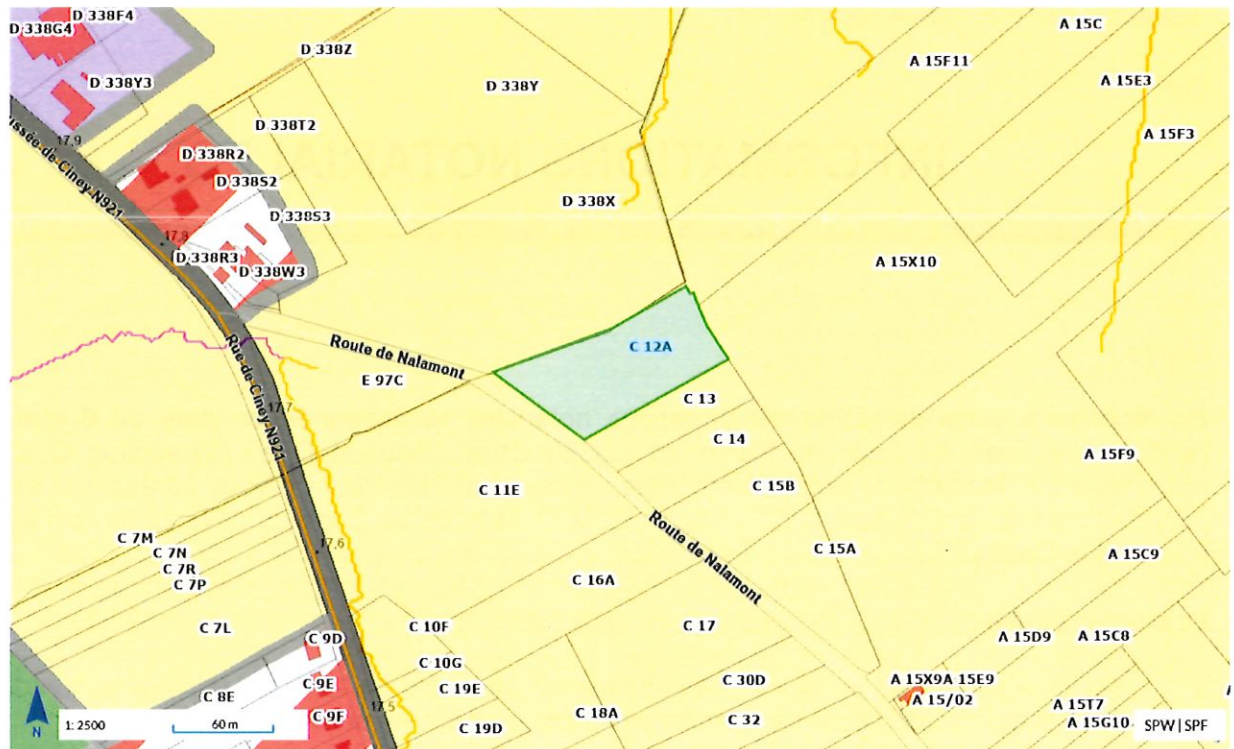 D 338F4
D 338G4
A 15C
D 338Z
A 15F11
D 338Y3
D 338Y
A 15E3
17,9
D 338T2
A 15F3
ussée de Ciney N921
D 338R2
D 338S2
D 338X
D 338S3
17,8
D 338R3
D 338W3
A 15X10
Route de Nalamont
C 12A
E 97C
Rue de Ciney N921
17,7
C 13
C 14
A 15F9
C 15B
C 11E
Route de Nalamont
C 7M
17,6
C 7N
C 15A
A 15C9
C 7R
C 16A
C 7P
C 7L
C 10F
C 17
C 9D
A 15D9
A 15C8
C 10G
C 9E
C 19E
C 30D
A 15X9
A 15E9
C 8E
A 15/02
17,5
C 9F
C 18A
C 32
A 15T7
C 19D
A 15G10
N
1: 2500
60 m
SPW | SPF